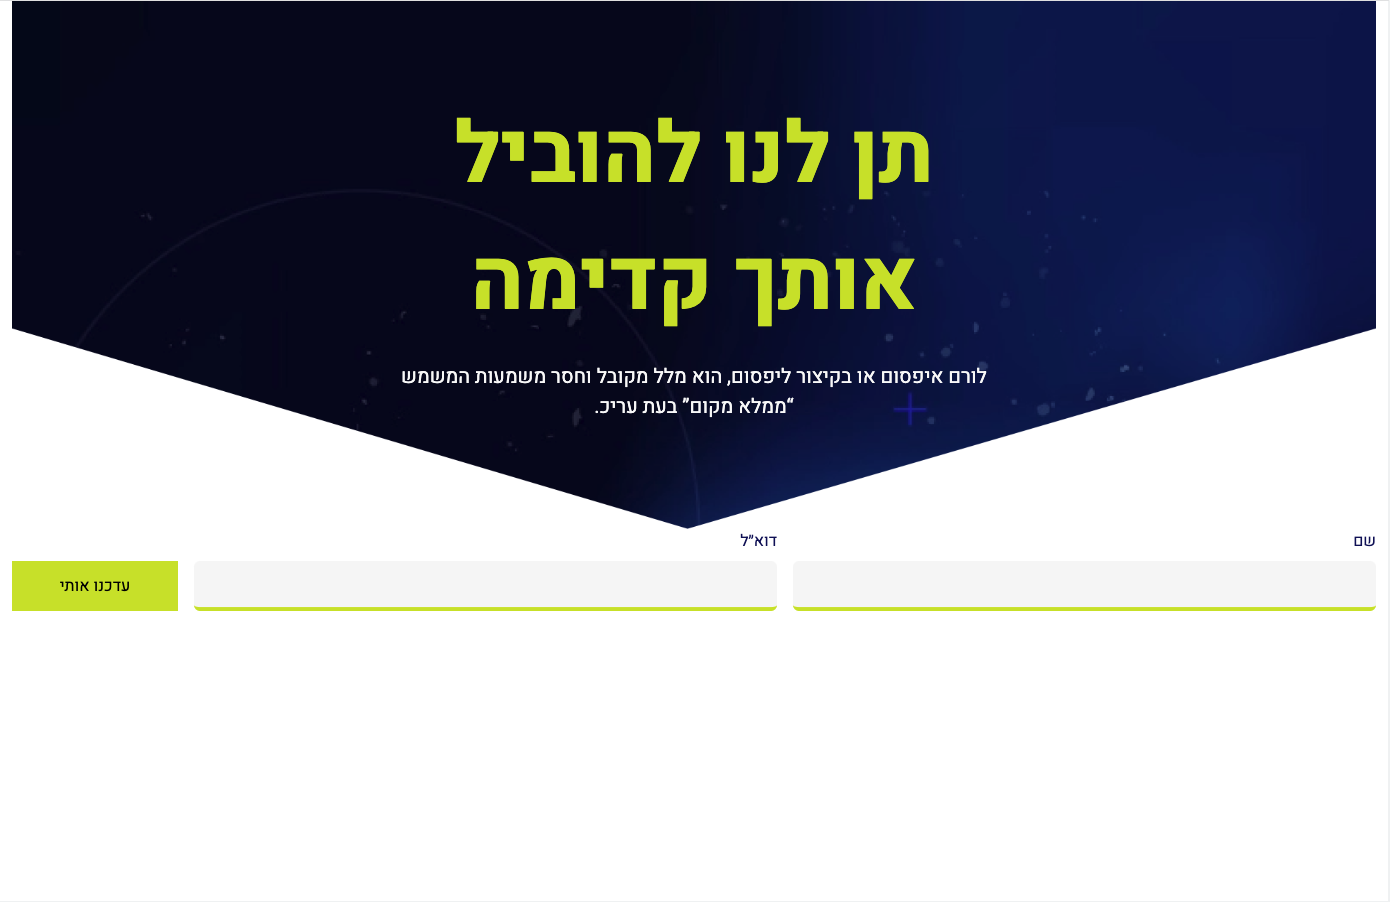 תן לנו להוביל
אותך קדימה
לורם איפסום או בקיצור ליפסום, הוא מלל מקובל וחסר משמעות המשמש
“ממלא מקום” בעת עריכ.
שם
דוא״ל
עדכנו אותי